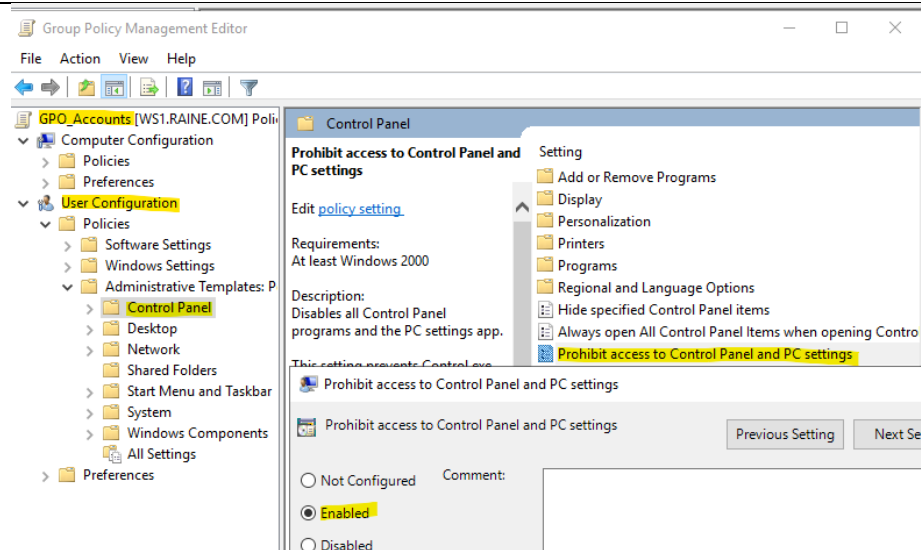 Group Policy Management Editor
File Action View Help
GPO_Accounts [WS1.RAINE.COM] Poli
Computer Configuration
Policies
Preferences
User Configuration
Policies
Software Settings
Windows Settings
Administrative Templates: P
Control Panel
Desktop
Network
Shared Folders
Start Menu and Taskbar
System
Windows Components
All Settings
Preferences
Control Panel
Prohibit access to Control Panel and
PC settings
Edit policy setting
Requirements:
At least Windows 2000
Description:
Disables all Control Panel
programs and the PC settings app.
This setting prevents Control.exe
Setting
Add or Remove Programs
Display
Personalization
Printers
Programs
Regional and Language Options
Hide specified Control Panel items
Always open All Control Panel Items when opening Contro
Prohibit access to Control Panel and PC settings
Prohibit access to Control Panel and PC settings
Prohibit access to Control Panel and PC settings
Previous Setting
Next Se
Not Configured
Comment:
Enabled
Disabled